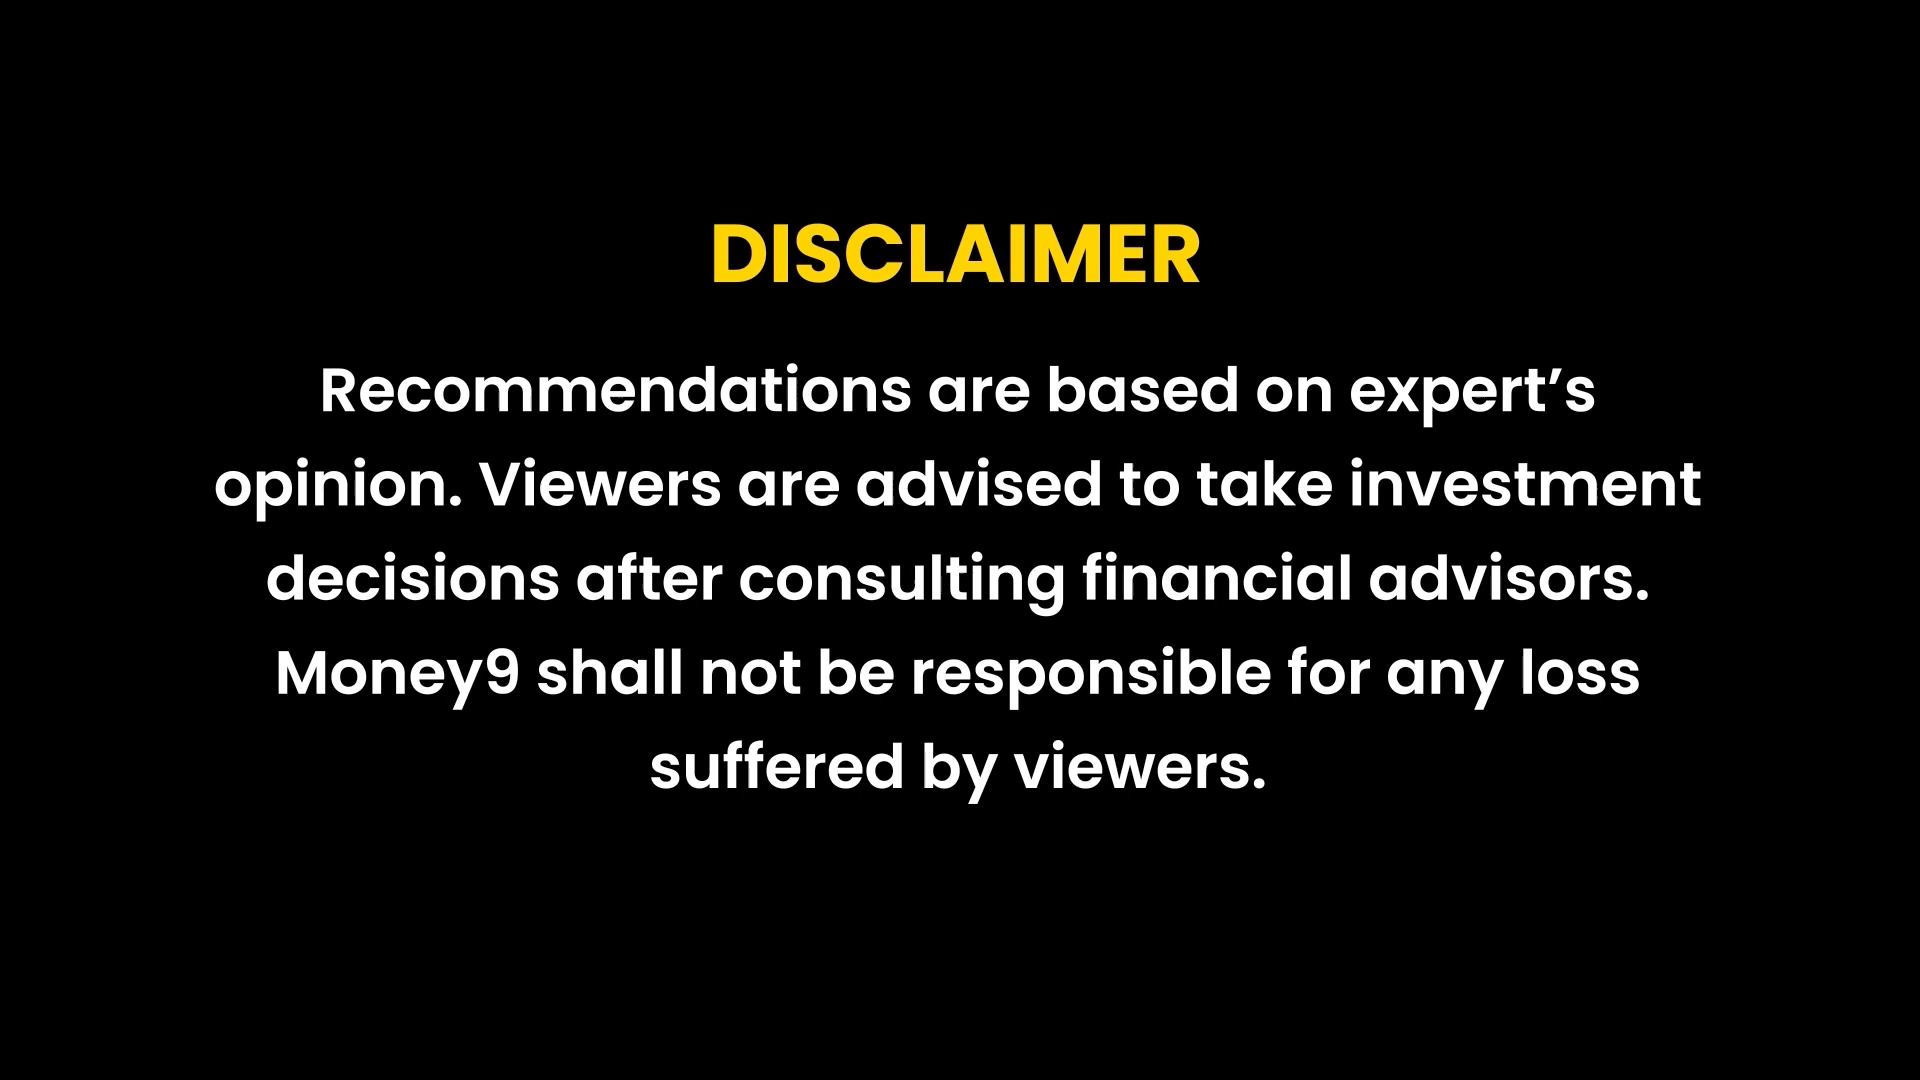 DISCLAIMER
Recommendations are based on expert’s
opinion. Viewers are advised to take investment
decisions after consulting financial advisors.
Money9 shall not be responsible for any loss
suffered by viewers.